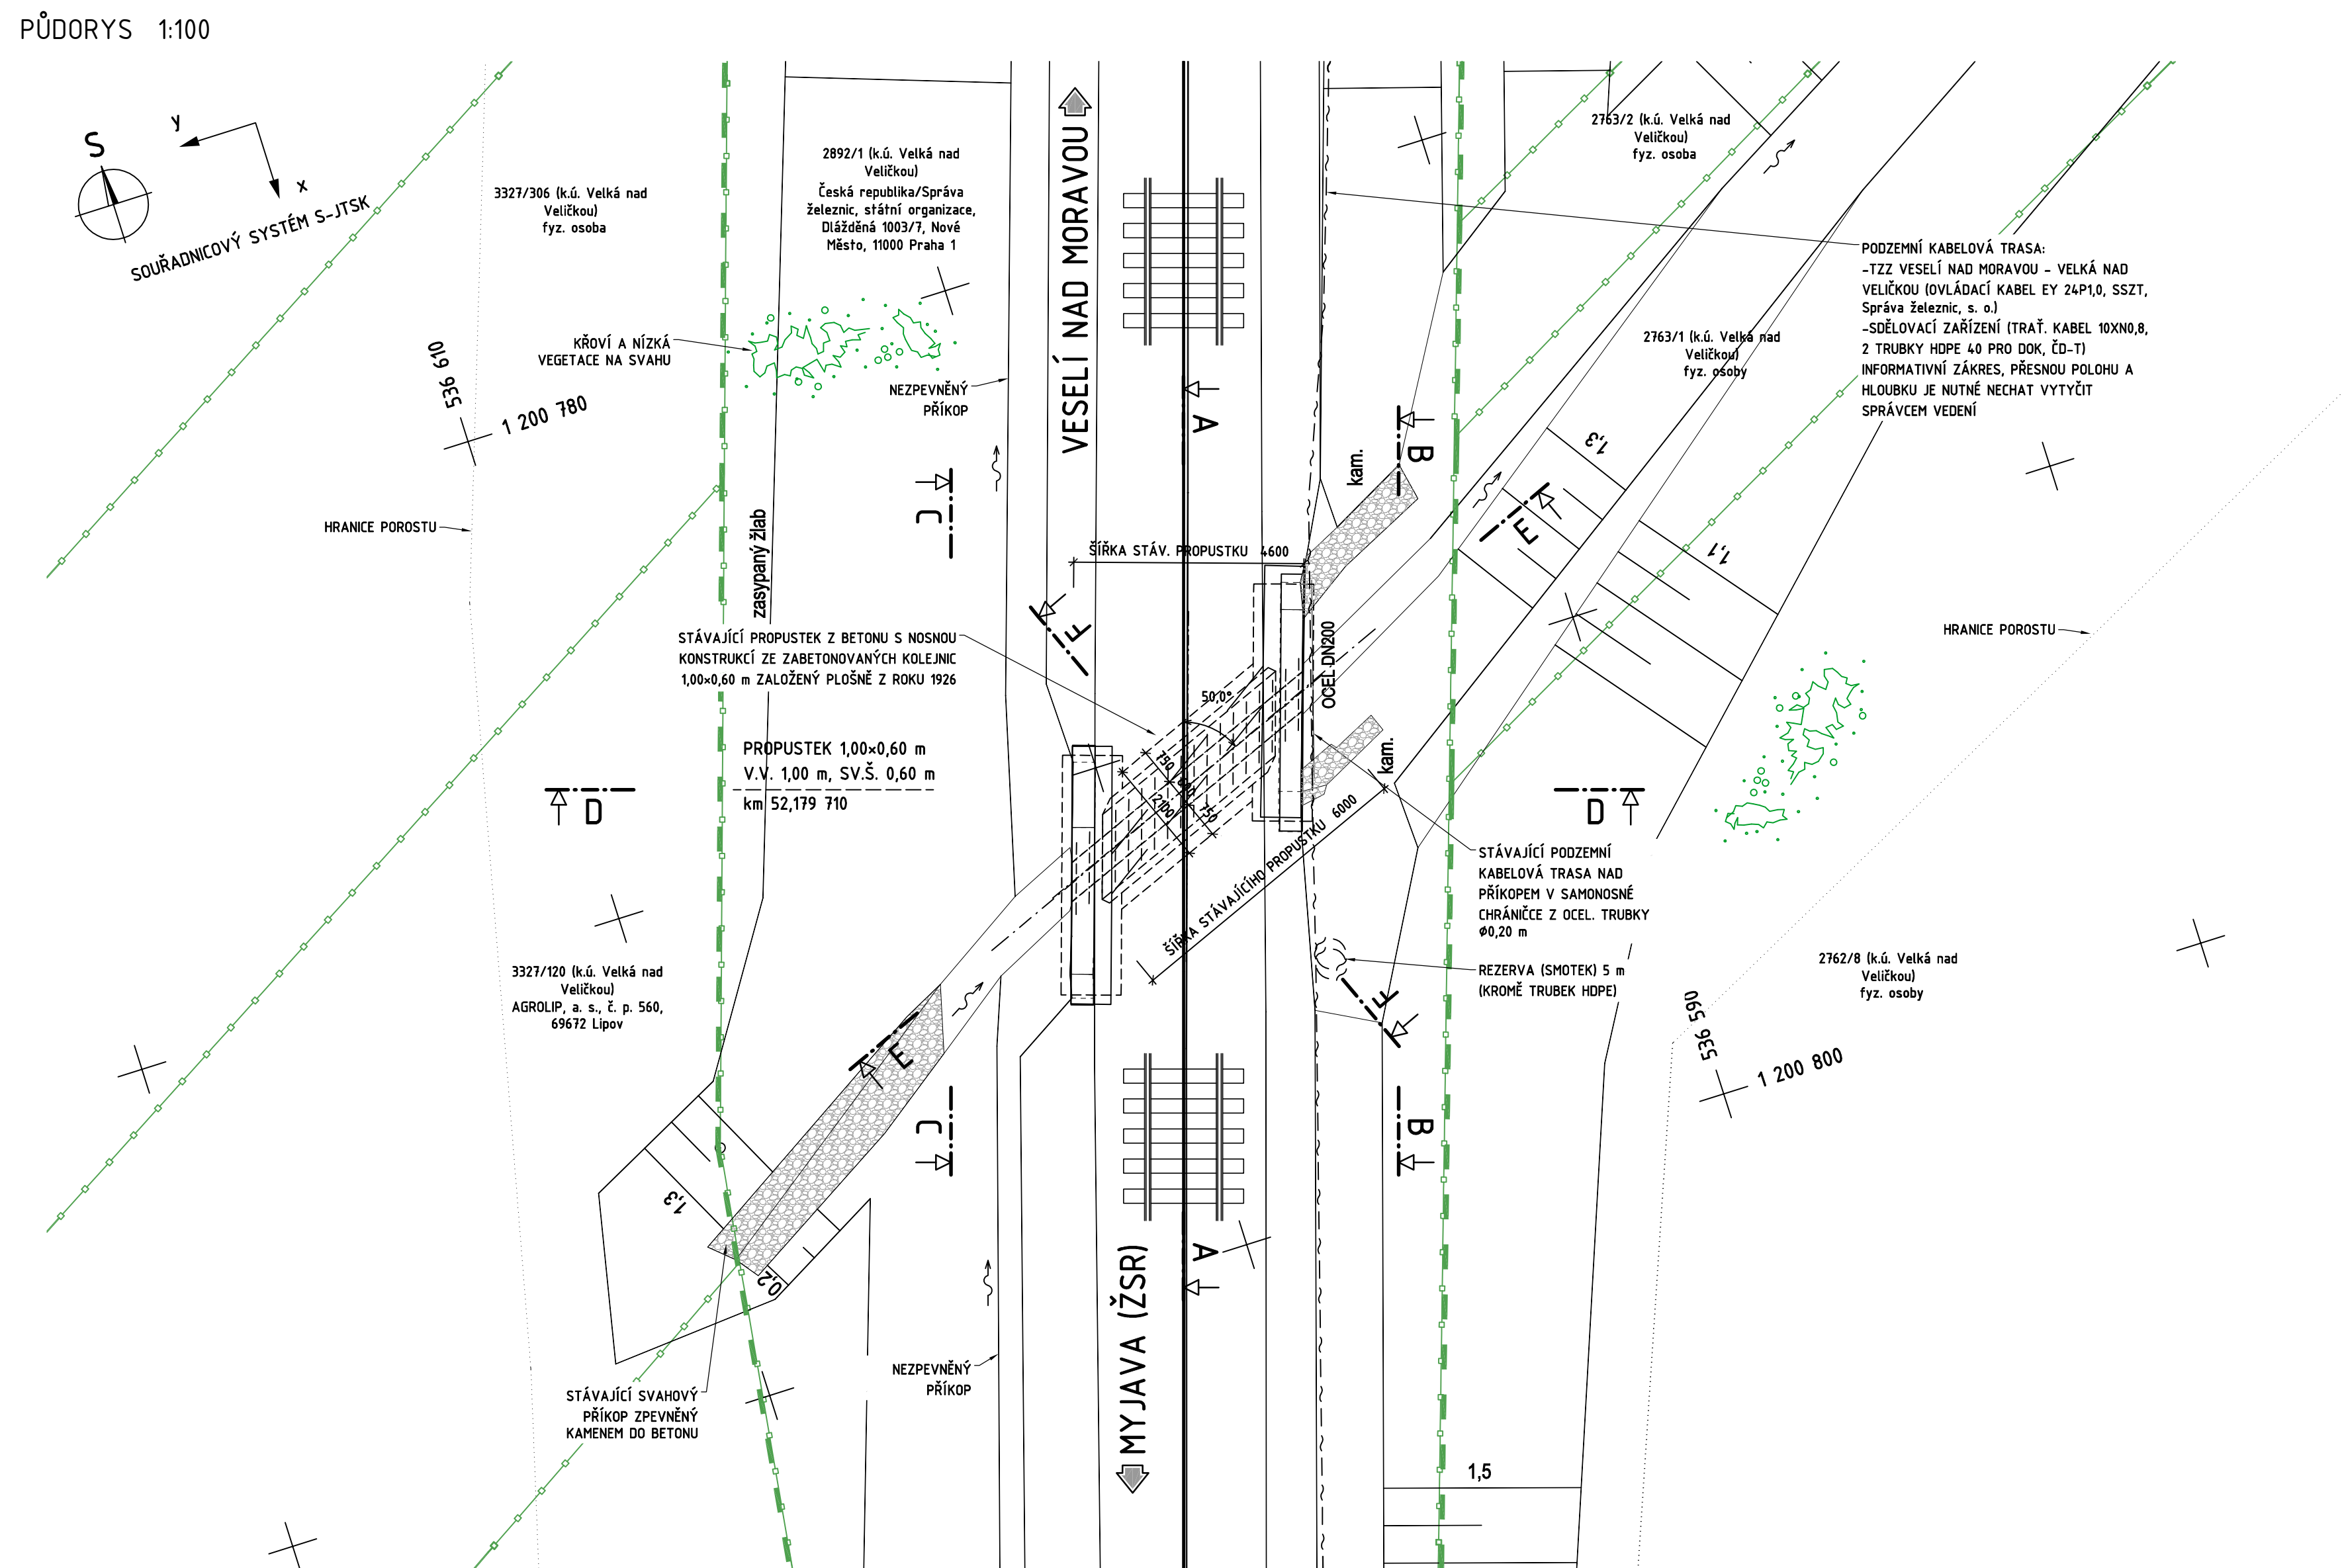 PŮDORYS 1:100
S
y
x
SOUŘADNICOVÝ SYSTÉM S-JTSK
3327/306 (k.ú. Velká nad
Veličkou)
fyz. osoba
2892/1 (k.ú. Velká nad
Veličkou)
Česká republika/Správa
železnic, státní organizace,
Dlážděná 1003/7, Nové
Město, 11000 Praha 1
VESELÍ NAD MORAVOU
2763/2 (k.ú. Velká nad
Veličkou)
fyz. osoba
PODZEMNÍ KABELOVÁ TRASA:
-TZZ VESELÍ NAD MORAVOU - VELKÁ NAD
VELIČKOU (OVLÁDACÍ KABEL EY 24P1,0, SSZT,
Správa železnic, s. o.)
-SDĚLOVACÍ ZAŘÍZENÍ (TRAŤ. KABEL 10XN0,8,
2 TRUBKY HDPE 40 PRO DOK, ČD-T)
INFORMATIVNÍ ZÁKRES, PŘESNOU POLOHU A
HLOUBKU JE NUTNÉ NECHAT VYTYČIT
SPRÁVCEM VEDENÍ
2763/1 (k.ú. Velká nad
Veličkou)
fyz. osoby
KŘOVÍ A NÍZKÁ
VEGETACE NA SVAHU
NEZPEVNĚNÝ
PŘÍKOP
536 610
1 200 780
A
B
kam.
1,3
1,1
E
C
HRANICE POROSTU
zasypaný žlab
ŠÍŘKA STÁV. PROPUSTKU 4600
F
STÁVAJÍCÍ PROPUSTEK Z BETONU S NOSNOU
KONSTRUKCÍ ZE ZABETONOVANÝCH KOLEJNIC
1,00×0,60 m ZALOŽENÝ PLOŠNĚ Z ROKU 1926
OCEL DN200
HRANICE POROSTU
50,0°
PROPUSTEK 1,00×0,60 m
V.V. 1,00 m, SV.Š. 0,60 m
km 52,179 710
750
2100
750
kam.
D
D
ŠÍŘKA STÁVAJÍCÍHO PROPUSTKU 6000
STÁVAJÍCÍ PODZEMNÍ
KABELOVÁ TRASA NAD
PŘÍKOPEM V SAMONOSNÉ
CHRÁNIČCE Z OCEL. TRUBKY
Ø0,20 m
REZERVA (SMOTEK) 5 m
(KROMĚ TRUBEK HDPE)
2762/8 (k.ú. Velká nad
Veličkou)
fyz. osoby
3327/120 (k.ú. Velká nad
Veličkou)
AGROLIP, a. s., č. p. 560,
69672 Lipov
536 590
1 200 800
F
E
C
B
1,3
0,2
A
MYJAVA (ŽSR)
NEZPEVNĚNÝ
PŘÍKOP
STÁVAJÍCÍ SVAHOVÝ
PŘÍKOP ZPEVNĚNÝ
KAMENEM DO BETONU
1,5